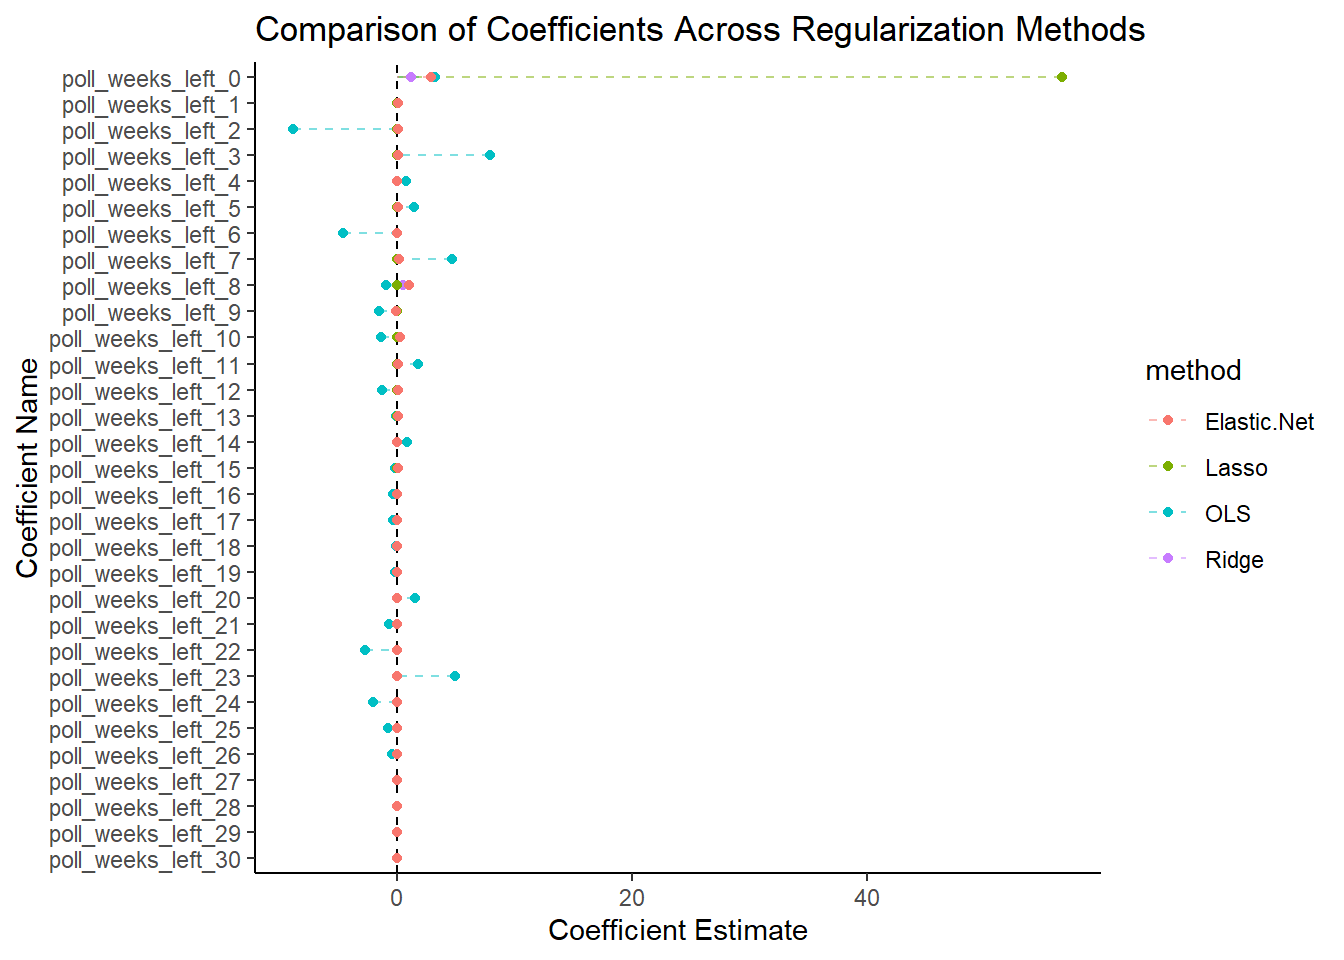 Comparison of Coefficients Across Regularization Methods
poll_weeks_left_0
poll_weeks_left_1
poll_weeks_left_2
poll_weeks_left_3
poll_weeks_left_4
poll_weeks_left_5
poll_weeks_left_6
poll_weeks_left_7
poll_weeks_left_8
poll_weeks_left_9
poll_weeks_left_10
poll_weeks_left_11
poll_weeks_left_12
poll_weeks_left_13
poll_weeks_left_14
poll_weeks_left_15
poll_weeks_left_16
poll_weeks_left_17
poll_weeks_left_18
poll_weeks_left_19
poll_weeks_left_20
poll_weeks_left_21
poll_weeks_left_22
poll_weeks_left_23
poll_weeks_left_24
poll_weeks_left_25
poll_weeks_left_26
poll_weeks_left_27
poll_weeks_left_28
poll_weeks_left_29
poll_weeks_left_30
Coefficient Name
0 20 40
Coefficient Estimate
method
Elastic.Net
Lasso
OLS
Ridge